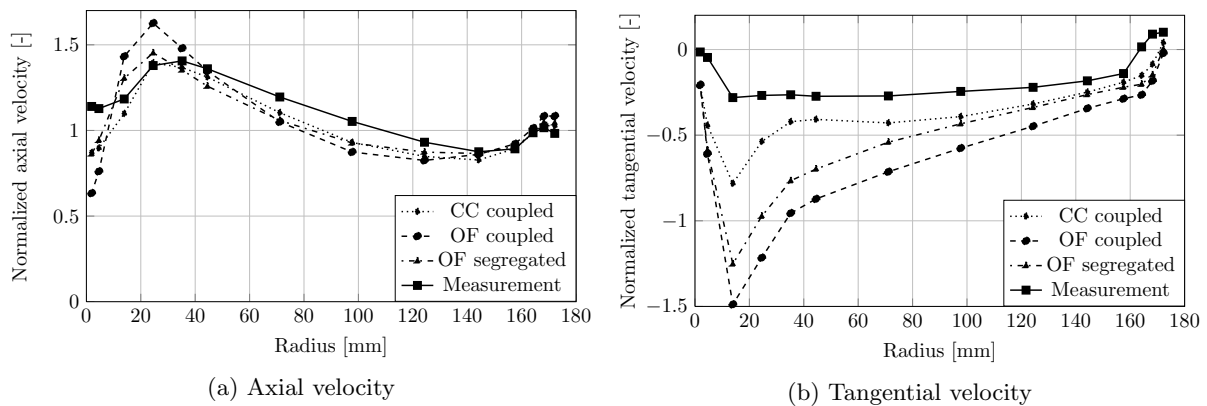 Normalized axial velocity [-]
1.5
1
0.5
0
0 20 40 60 80 100 120 140 160 180
Radius [mm]
CC coupled
OF coupled
OF segregated
Measurement
(a) Axial velocity
Normalized tangential velocity [-]
0
−0.5
−1
−1.5
0 20 40 60 80 100 120 140 160 180
Radius [mm]
CC coupled
OF coupled
OF segregated
Measurement
(b) Tangential velocity